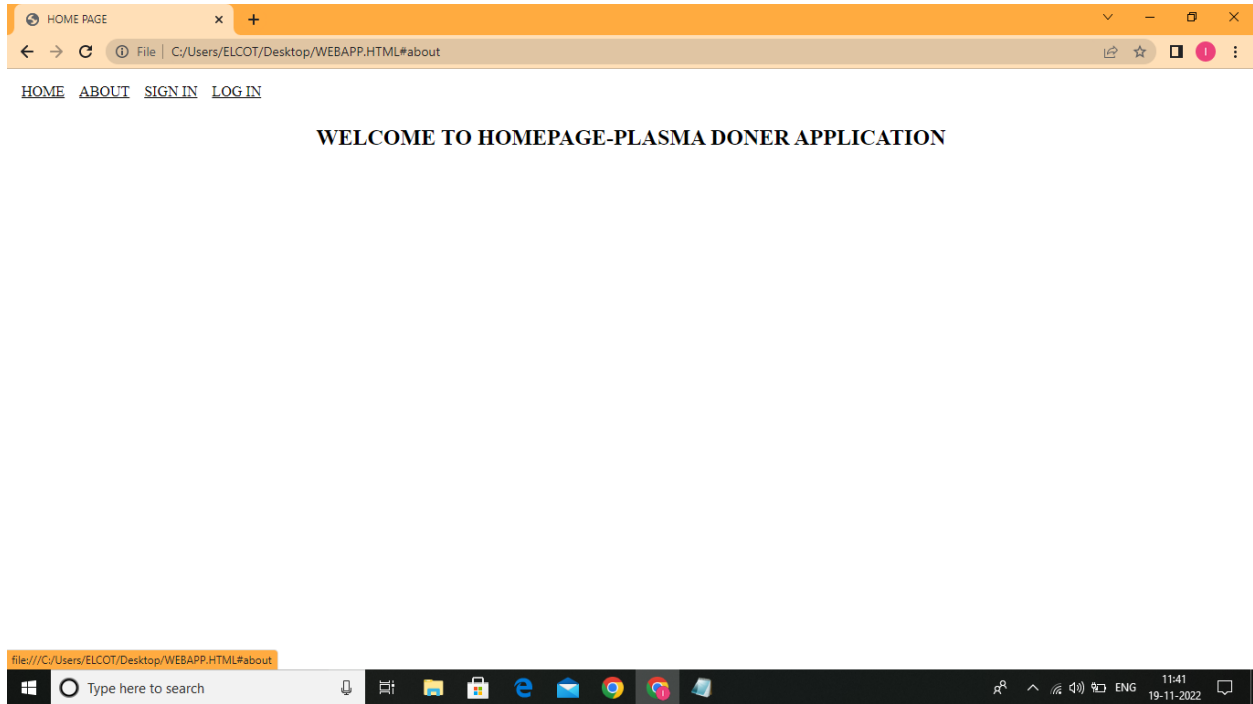 HOME PAGE
File | C:/Users/ELCOT/Desktop/WEBAPP.HTML#about
I
HOME ABOUT SIGN IN LOG IN
WELCOME TO HOMEPAGE-PLASMA DONER APPLICATION
file:///C:/Users/ELCOT/Desktop/WEBAPP.HTML#about
Type here to search
ENG
11:41
19-11-2022